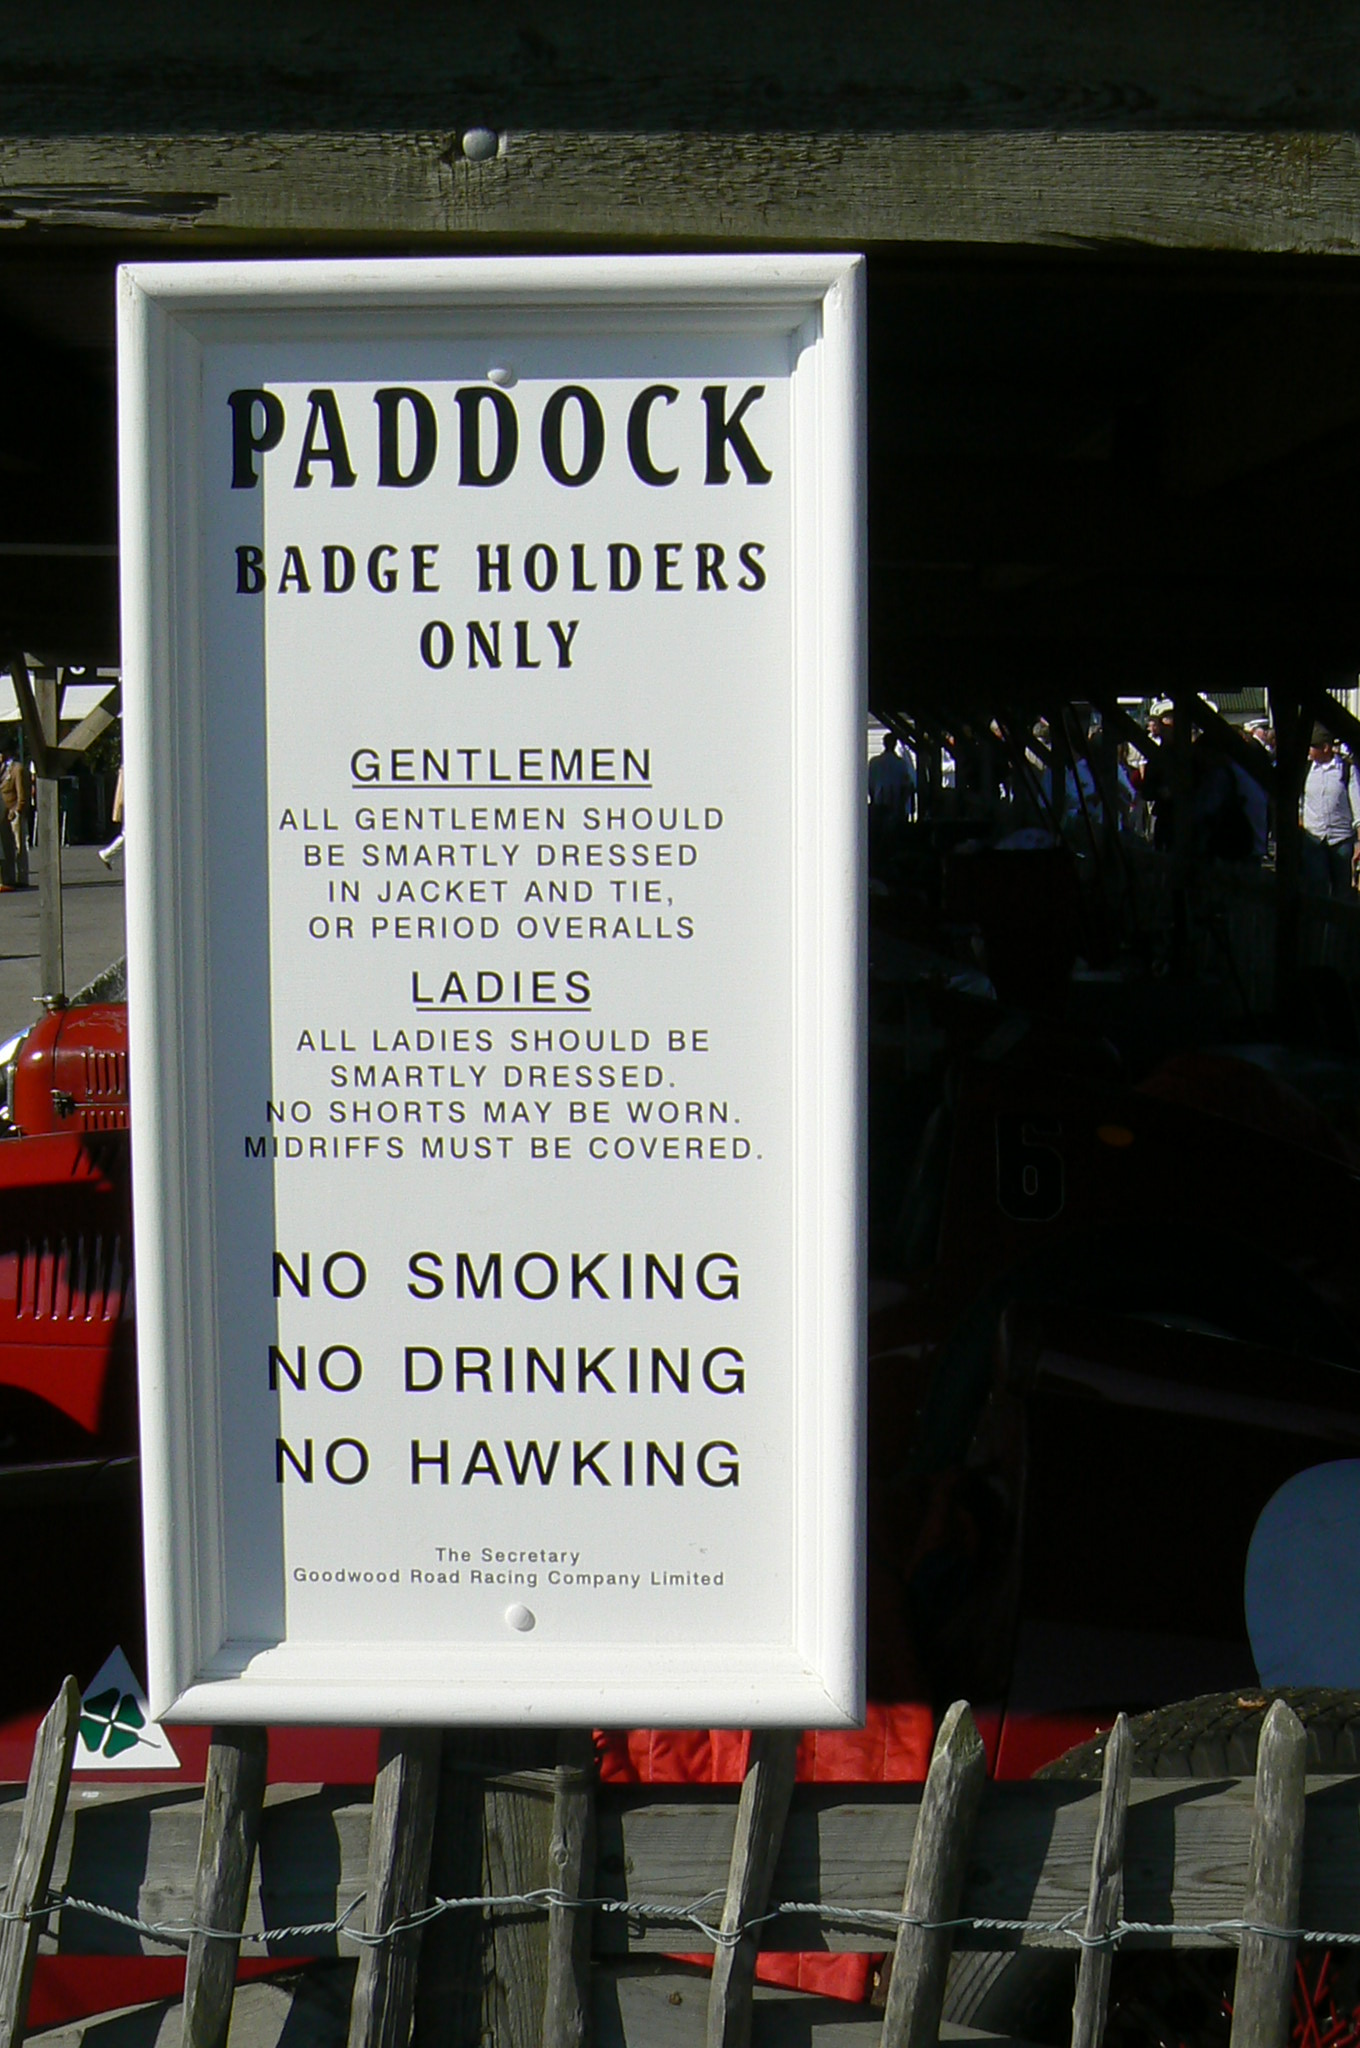 PADDOCK
BADGE HOLDERS
ONLY
GENTLEMEN
ALL GENTLEMEN SHOULD
BE SMARTLY DRESSED
IN JACKET AND TIE,
OR PERIOD OVERALLS
LADIES
ALL LADIES SHOULD BE
SMARTLY DRESSED.
NO SHORTS MAY BE WORN.
MIDRIFFS MUST BE COVERED.
NO SMOKING
NO DRINKING
NO HAWKING
The Secretary
Goodwood Road Racing Company Limited
6